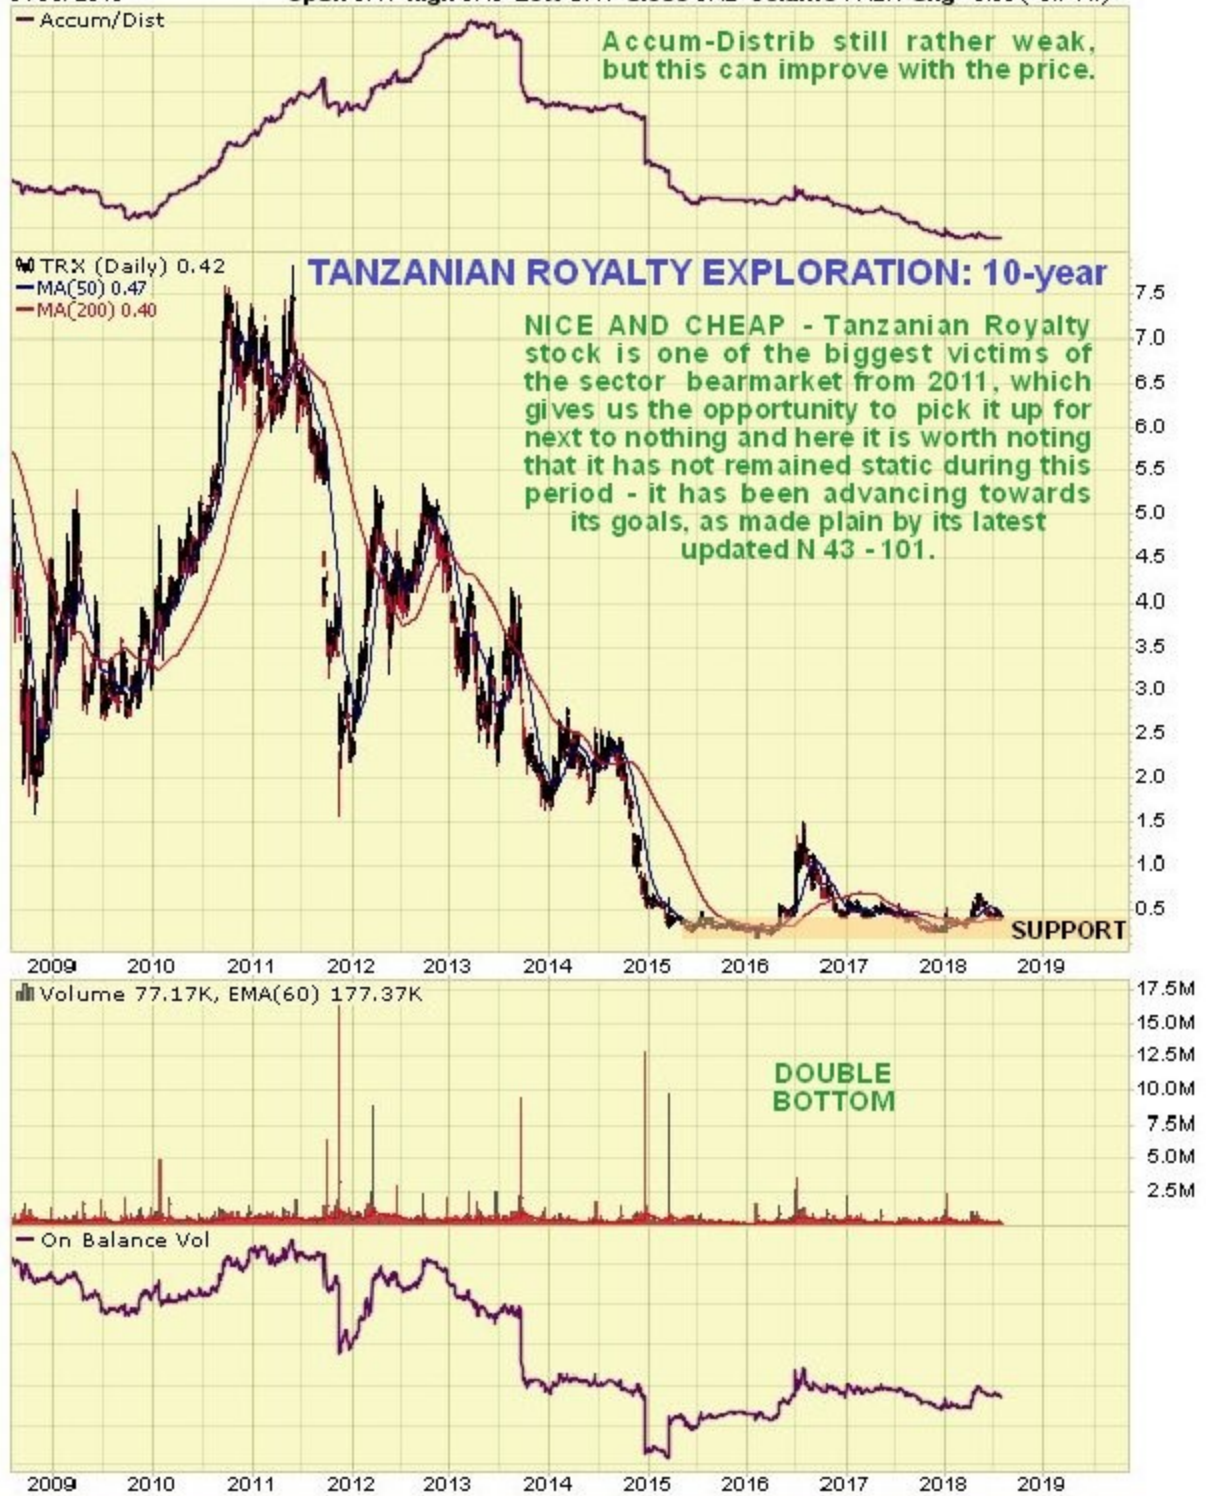 Accum/Dist
Accum-Distrib still rather weak,
but this can improve with the price.
TRX (Daily) 0.42
MA(50) 0.47
MA(200) 0.40
TANZANIAN ROYALTY EXPLORATION: 10-year
NICE AND CHEAP - Tanzanian Royalty
stock is one of the biggest victims of
the sector bearmarket from 2011, which
gives us the opportunity to pick it up for
next to nothing and here it is worth noting
that it has not remained static during this
period - it has been advancing towards
its goals, as made plain by its latest
updated N 43 -101.
7.5
7.0
6.5
6.0
5.5
5.0
4.5
4.0
3.5
3.0
2.5
2.0
1.5
1.0
0.5
SUPPORT
2009 2010 2011 2012 2013 2014 2015 2016 2017 2018 2019
Volume 77.17K, EMA(60) 177.37K
17.5M
15.0M
12.5M
10.0M
7.5M
5.0M
2.5M
DOUBLE
BOTTOM
On Balance Vol
2009 2010 2011 2012 2013 2014 2015 2016 2017 2018 2019